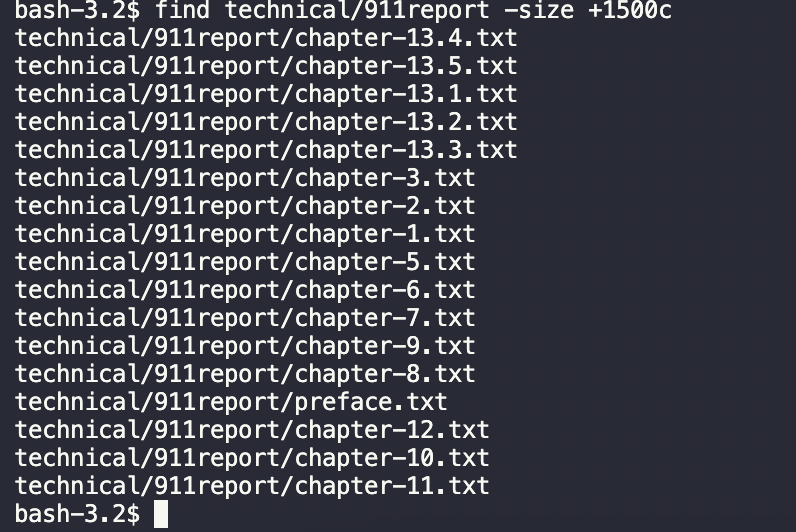 bash-3.2$ find technical/911report -size +1500c
technical/911report/chapter-13.4.txt
technical/911report/chapter-13.5.txt
technical/911report/chapter-13.1.txt
technical/911report/chapter-13.2.txt
technical/911report/chapter-13.3.txt
technical/911report/chapter-3.txt
technical/911report/chapter-2.txt
technical/911report/chapter-1.txt
technical/911report/chapter-5.txt
technical/911report/chapter-6.txt
technical/911report/chapter-7.txt
technical/911report/chapter-9.txt
technical/911report/chapter-8.txt
technical/911report/preface.txt
technical/911report/chapter-12.txt
technical/911report/chapter-10.txt
technical/911report/chapter-11.txt
bash-3.2$